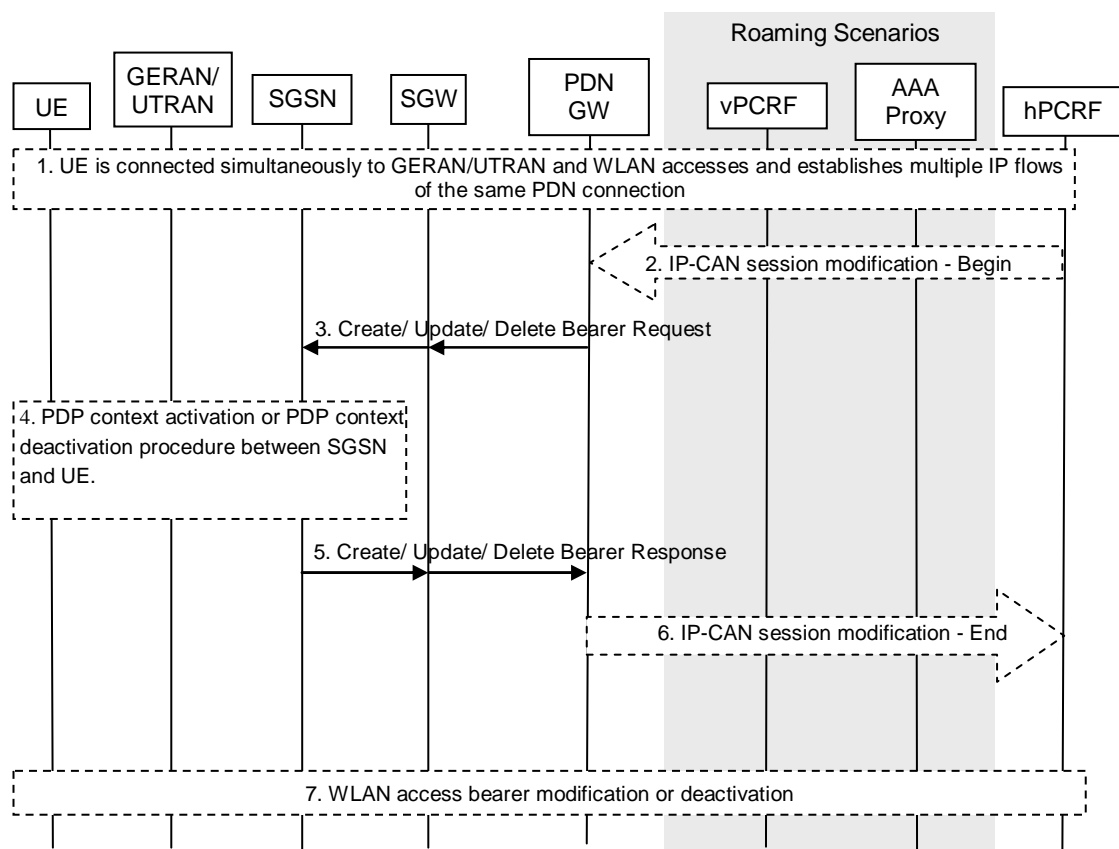 Roaming Scenarios
UE
GERAN/
UTRAN
SGSN
SGW
PDN
GW
vPCRF
AAA
Proxy
hPCRF
1. UE is connected simultaneously to GERAN/UTRAN and WLAN accesses and establishes multiple IP flows
of the same PDN connection
2. IP-CAN session modification - Begin
3. Create/ Update/ Delete Bearer Request
4. PDP context activation or PDP context
deactivation procedure between SGSN
and UE.
5. Create/ Update/ Delete Bearer Response
6. IP-CAN session modification - End
7. WLAN access bearer modification or deactivation